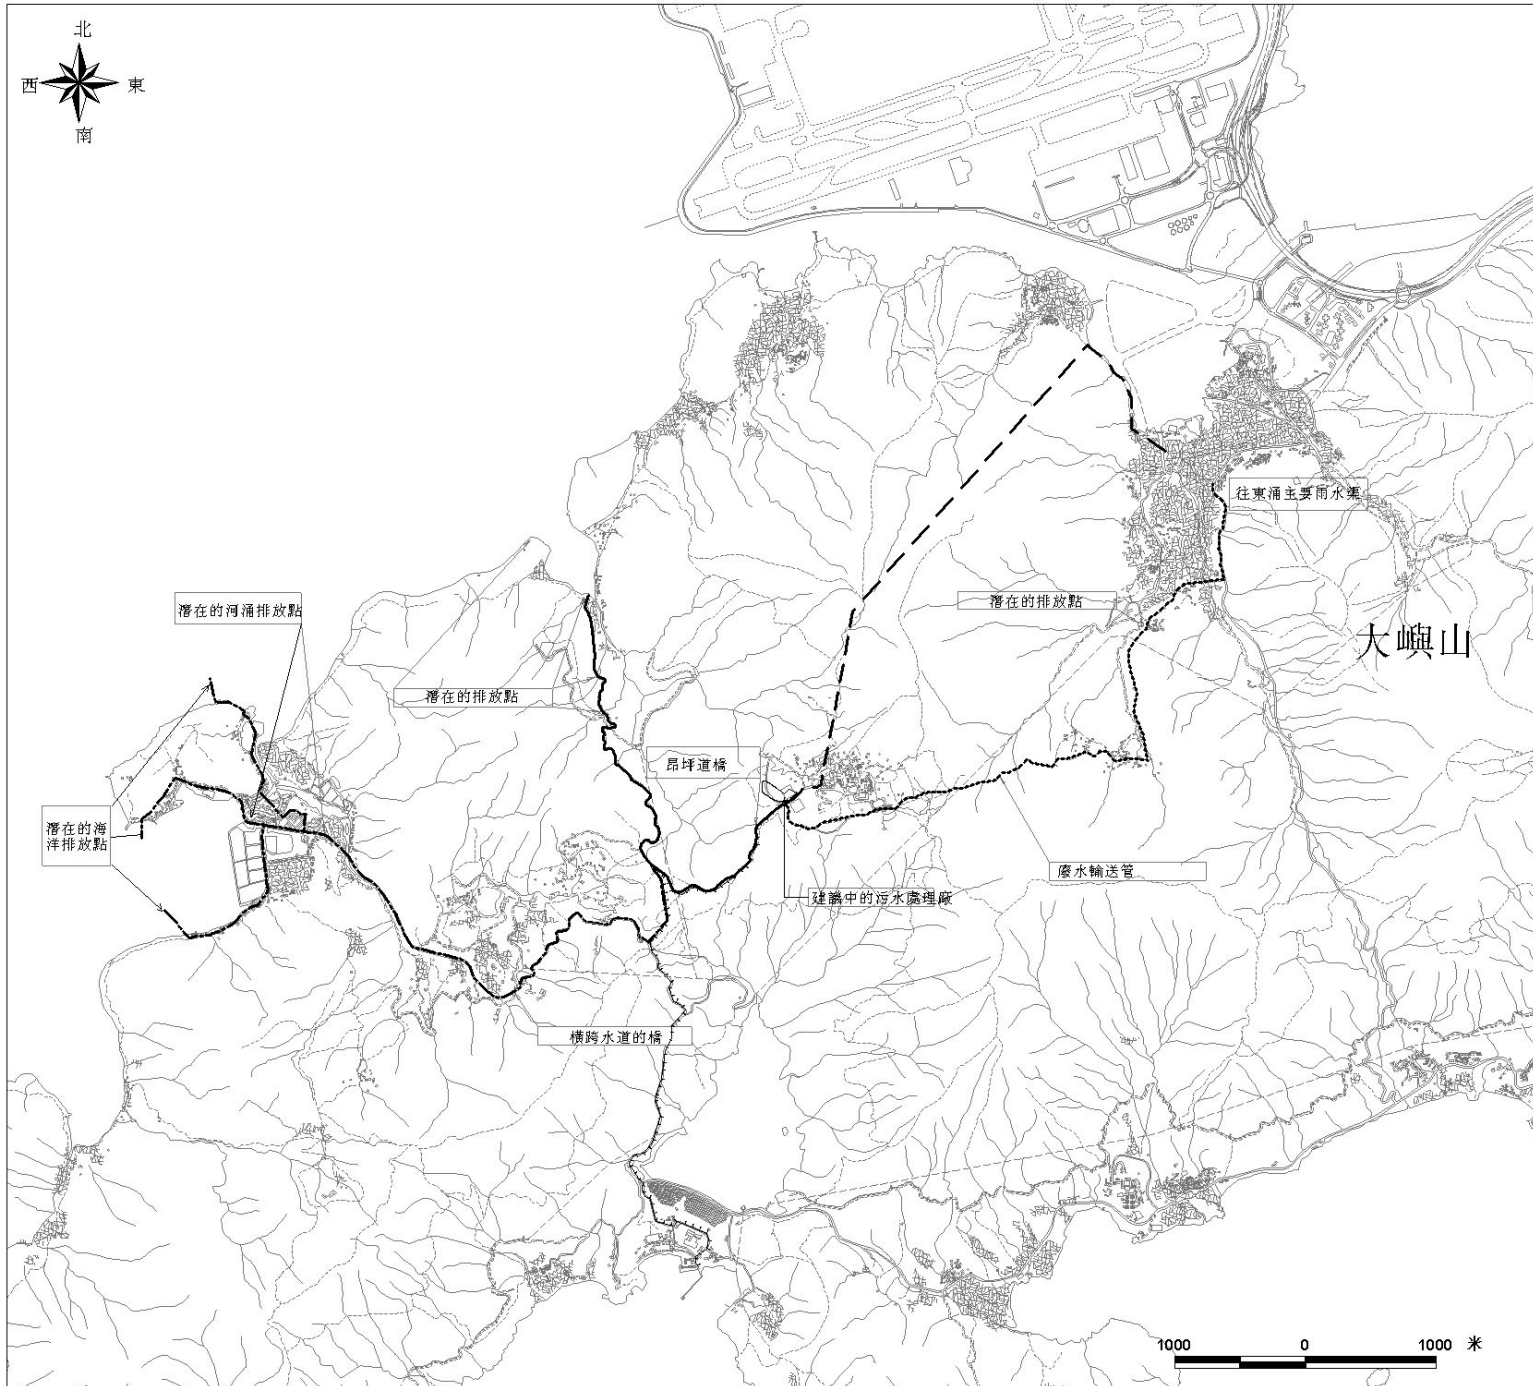 北
西 東
南
往東涌主要雨水渠
潛在的河涌排放點
潛在的排放點
大嶼山
潛在的排放點
昂坪道橋
潛在的海
洋排放點
廢水輸送管
建議中的污水處理廠
橫跨水道的橋
1000 0 1000 米